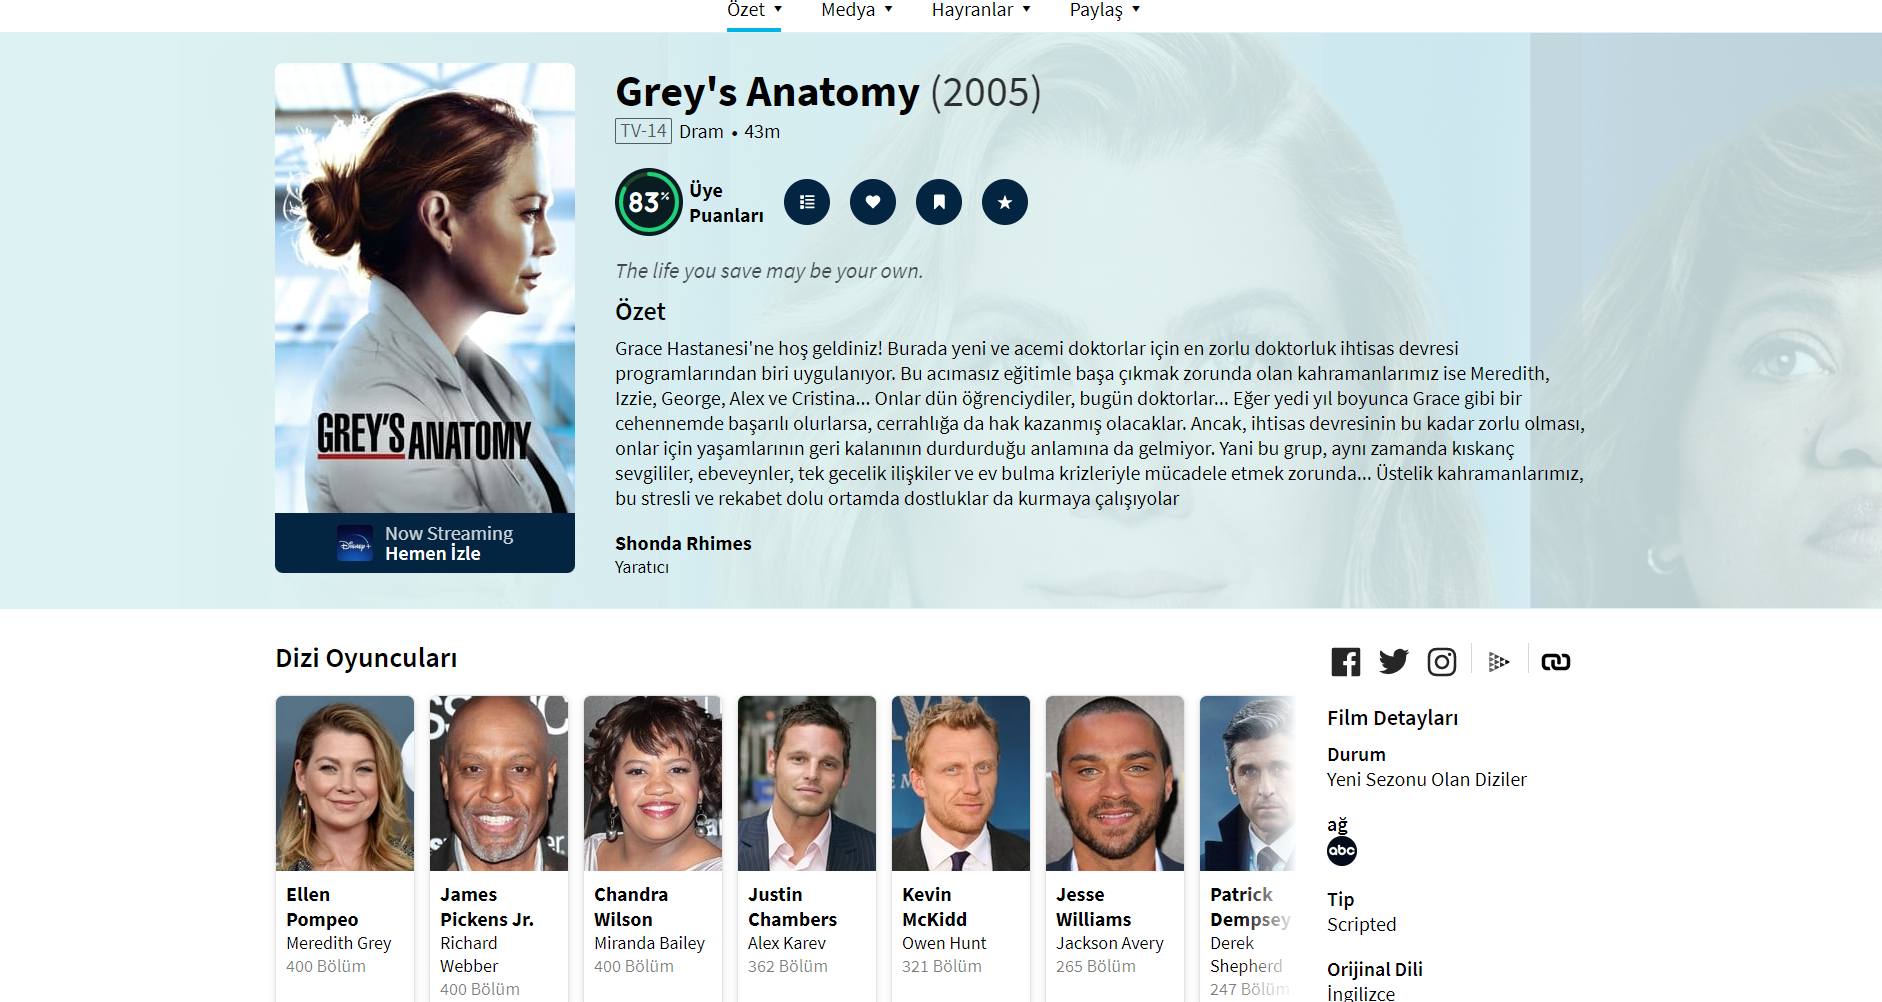 Özet
Medya
Hayranlar
Paylaş
Grey's Anatomy (2005)
TV-14 Dram • 43m
83%
Üye
Puanları
The life you save may be your own.
Özet
Grace Hastanesi'ne hoş geldiniz! Burada yeni ve acemi doktorlar için en zorlu doktorluk ihtisas devresi
programlarından biri uygulanıyor. Bu acımasız eğitimle başa çıkmak zorunda olan kahramanlarımız ise Meredith,
Izzie, George, Alex ve Cristina... Onlar dün öğrenciydiler, bugün doktorlar... Eğer yedi yıl boyunca Grace gibi bir
cehennemde başarılı olurlarsa, cerrahlığa da hak kazanmış olacaklar. Ancak, ihtisas devresinin bu kadar zorlu olması,
onlar için yaşamlarının geri kalanının durdurduğu anlamına da gelmiyor. Yani bu grup, aynı zamanda kıskanç
sevgililer, ebeveynler, tek gecelik ilişkiler ve ev bulma krizleriyle mücadele etmek zorunda... Üstelik kahramanlarımız,
bu stresli ve rekabet dolu ortamda dostluklar da kurmaya çalışıyolar
Shonda Rhimes
Yaratıcı
GREY'S ANATOMY
Disney+
Now Streaming
Hemen İzle
Dizi Oyuncuları
Ellen
Pompeo
Meredith Grey
400 Bölüm
James
Pickens Jr.
Richard
Webber
400 Bölüm
Chandra
Wilson
Miranda Bailey
400 Bölüm
Justin
Chambers
Alex Karev
362 Bölüm
Kevin
McKidd
Owen Hunt
321 Bölüm
Jesse
Williams
Jackson Avery
265 Bölüm
Patrick
Dempsey
Derek
Shepherd
247 Bölüm
Film Detayları
Durum
Yeni Sezonu Olan Diziler
ağ
abc
Tip
Scripted
Orijinal Dili
İngilizce